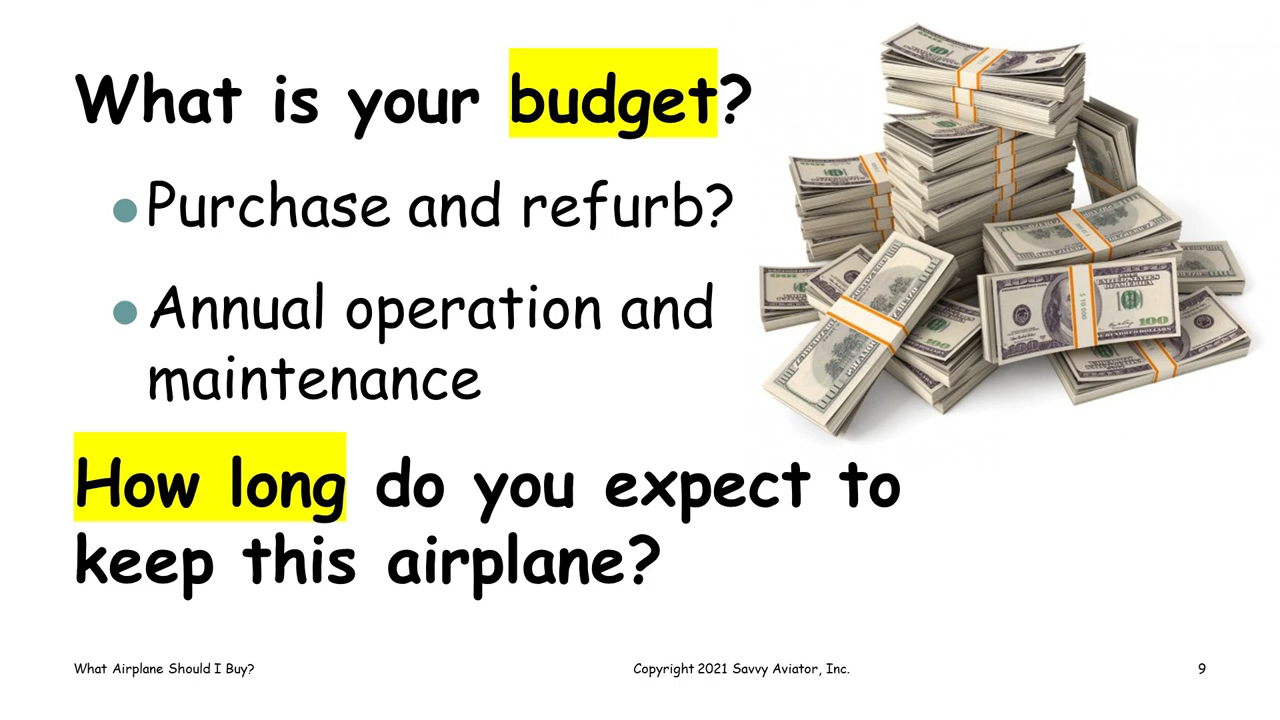 What is your budget?
Purchase and refurb?
Annual operation and
maintenance
How long do you expect to
keep this airplane?
What Airplane Should I Buy?
Copyright 2021 Savvy Aviator, Inc.
9